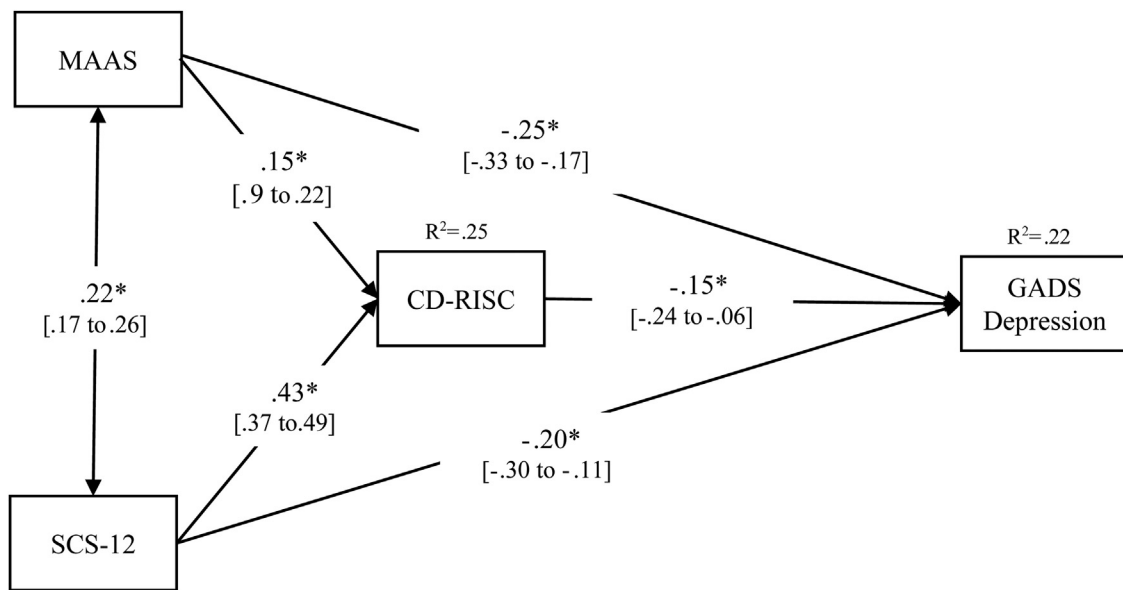 MAAS
-.25*
[-.33 to -.17]
.15*
[.9 to .22]
R²=.25
R²=.22
CD-RISC
-.15*
[-.24 to -.06]
GADS
Depression
.22*
[.17 to .26]
.43*
[.37 to.49]
-.20*
[-.30 to -.11]
SCS-12